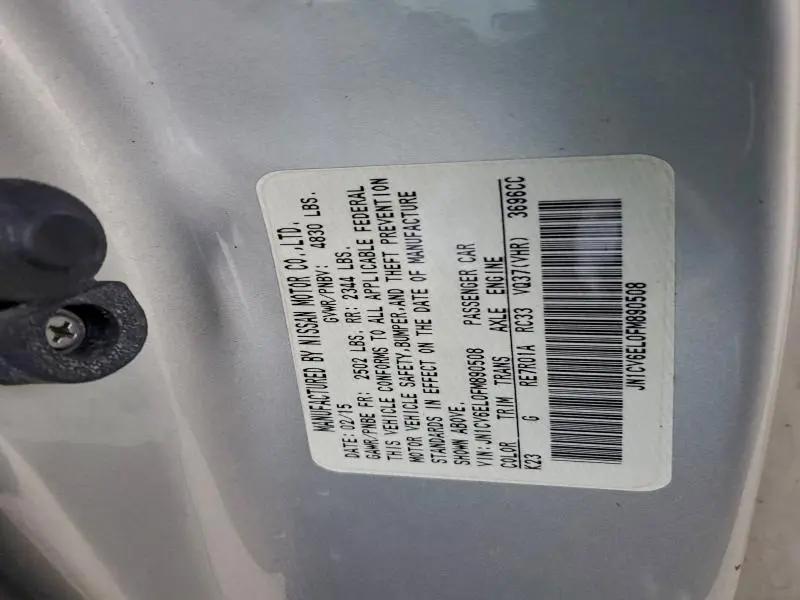 MANUFACTURED BY NISSAN MOTOR CO.,LTD.
DATE: 02/15 GVWR/PNBV: 4830 LBS.
GAWR/PNBE FR: 2502 LBS. RR: 2344 LBS.
THIS VEHICLE CONFORMS TO ALL APPLICABLE FEDERAL
MOTOR VEHICLE SAFETY,BUMPER,AND THEFT PREVENTION
STANDARDS IN EFFECT ON THE DATE OF MANUFACTURE
SHOWN ABOVE.
VIN: JN1CV6EL0FM890508 PASSENGER CAR
COLOR TRIM TRANS AXLE ENGINE
K23 G RE7R01A RC33 VQ37(VHR) 3696CC
JN1CV6EL0FM890508